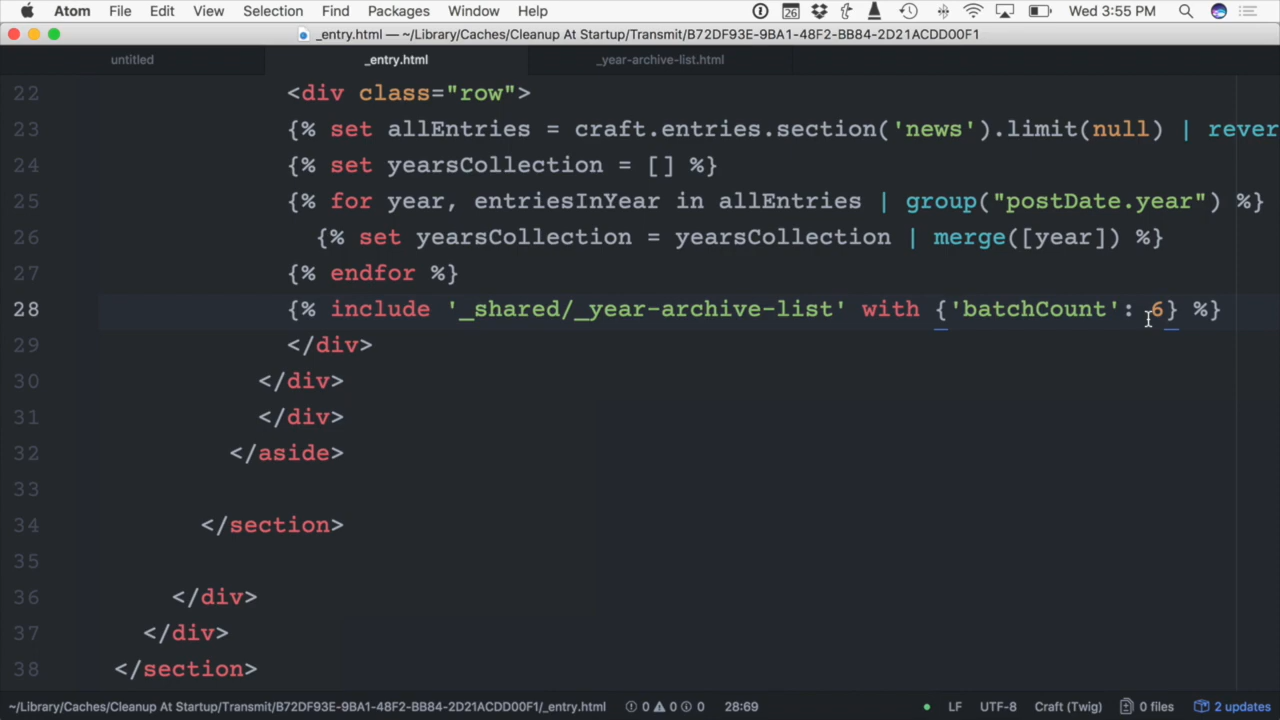 Atom File Edit View Selection Find Packages Window Help 26 Wed 3:55 PM
_entry.html — ~/Library/Caches/Cleanup At Startup/Transmit/B72DF93E-9BA1-48F2-BB84-2D21ACDD00F1
untitled _entry.html _year-archive-list.html
22 <div class="row">
23 {% set allEntries = craft.entries.section('news').limit(null) | rever
24 {% set yearsCollection = [] %}
25 {% for year, entriesInYear in allEntries | group("postDate.year") %}
26 {% set yearsCollection = yearsCollection | merge([year]) %}
27 {% endfor %}
28 {% include '_shared/_year-archive-list' with {'batchCount': 6} %}
29 </div>
30 </div>
31 </div>
32 </aside>
33
34 </section>
35
36 </div>
37 </div>
38 </section>
~/Library/Caches/Cleanup At Startup/Transmit/B72DF93E-9BA1-48F2-BB84-2D21ACDD00F1/_entry.html 0 0 0 28:69 LF UTF-8 Craft (Twig) 0 files 2 updates